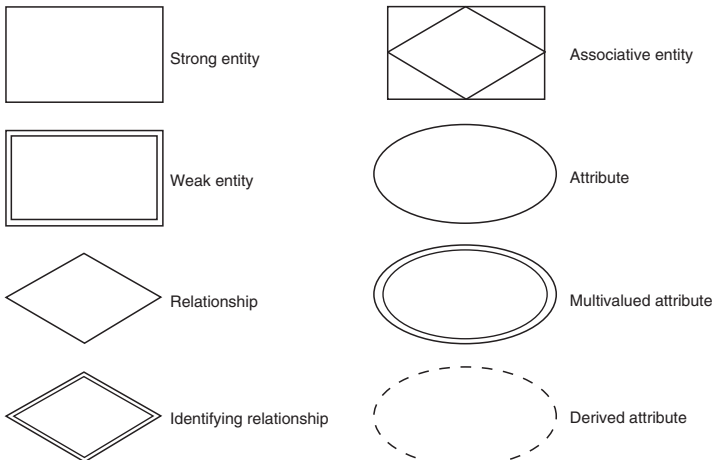 Strong entity
Associative entity
Weak entity
Attribute
Relationship
Multivalued attribute
Identifying relationship
Derived attribute